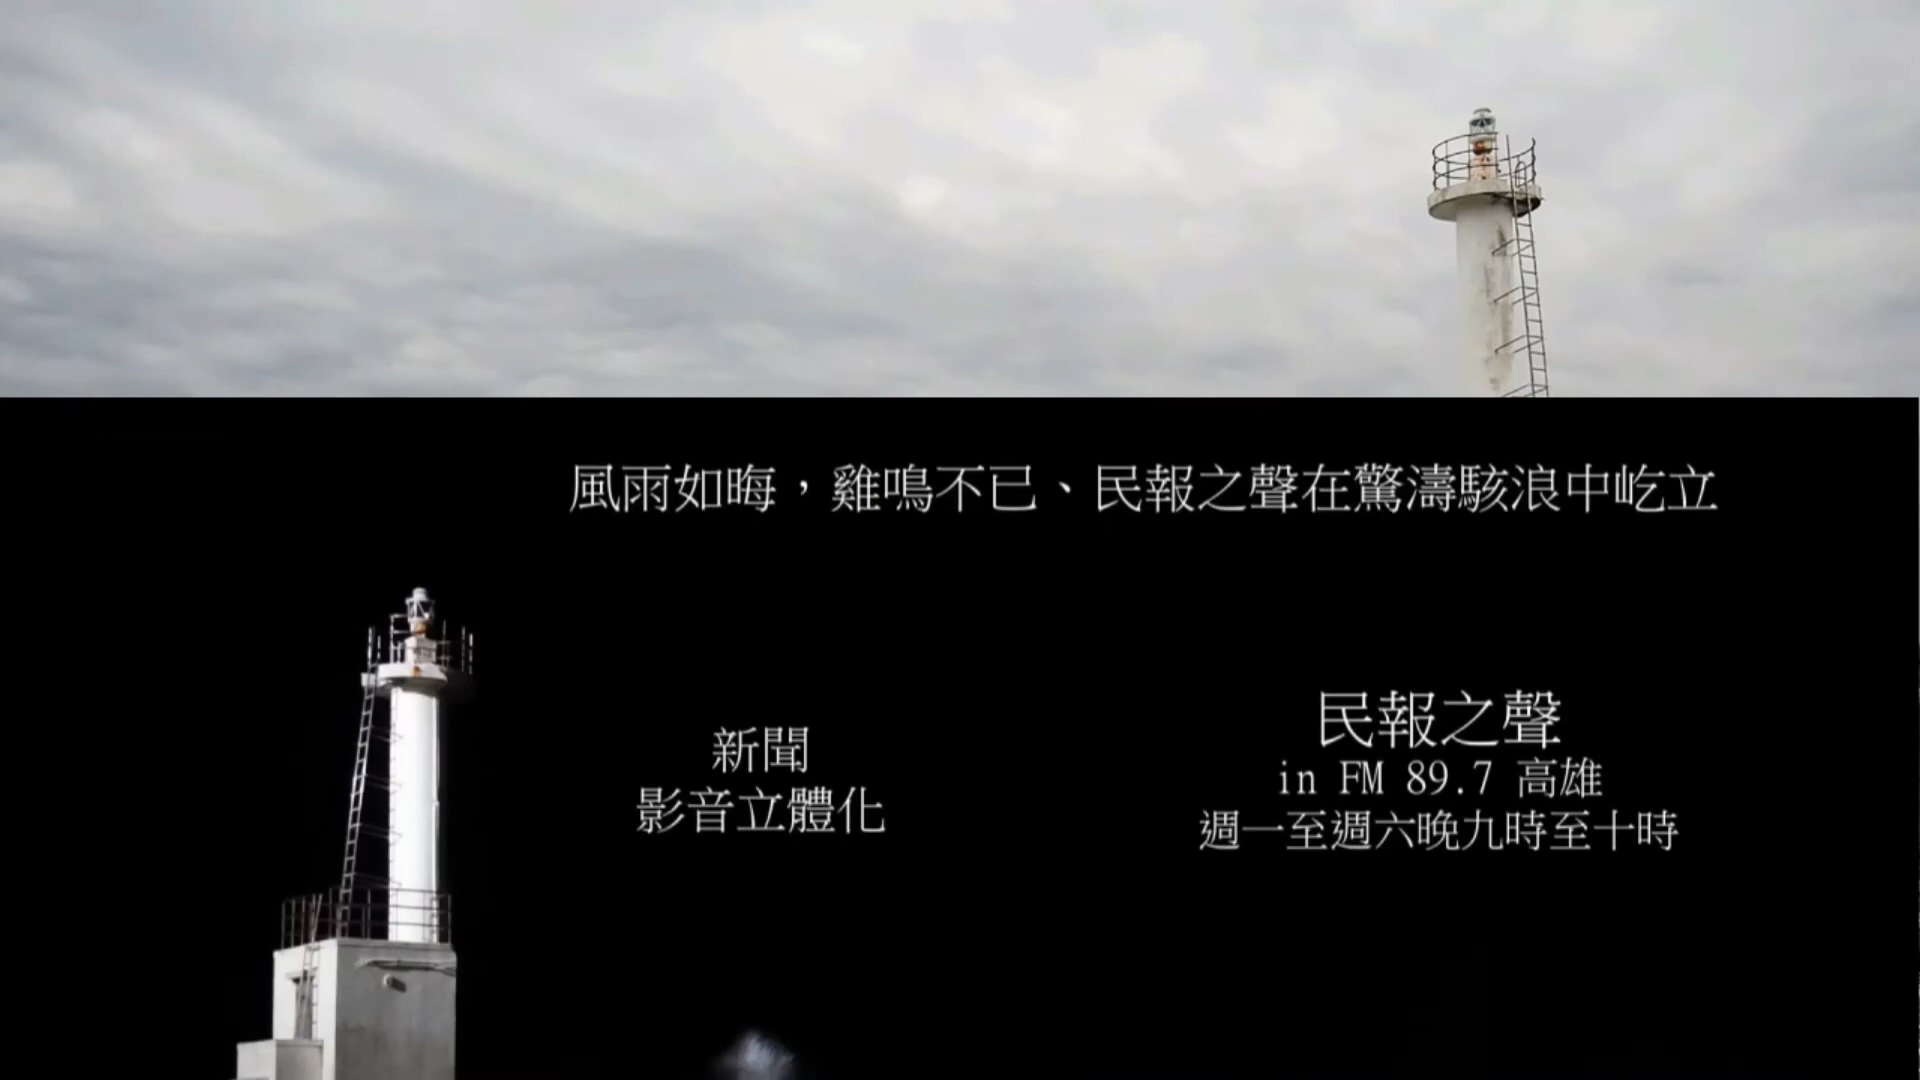 風雨如晦，雞鳴不已、民報之聲在驚濤駭浪中屹立
新聞
影音立體化
民報之聲
in FM 89.7 高雄
週一至週六晚九時至十時